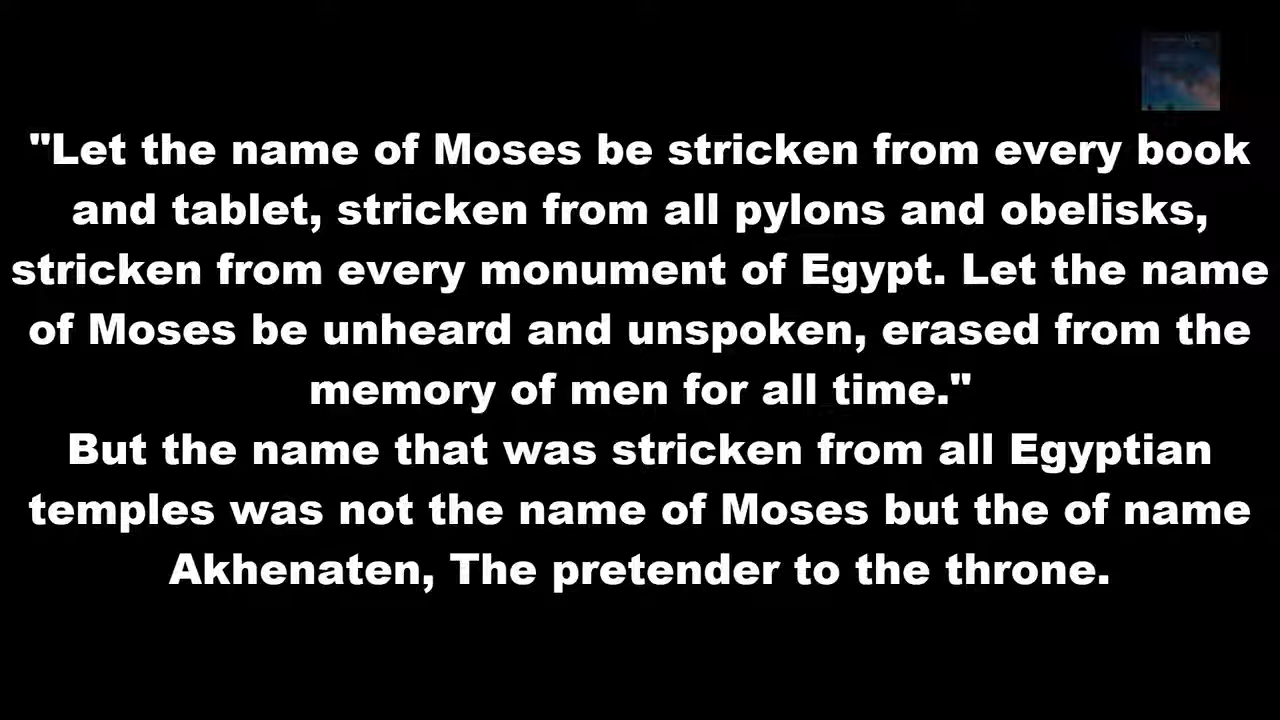 "Let the name of Moses be stricken from every book
and tablet, stricken from all pylons and obelisks,
stricken from every monument of Egypt. Let the name
of Moses be unheard and unspoken, erased from the
memory of men for all time."
But the name that was stricken from all Egyptian
temples was not the name of Moses but the of name
Akhenaten, The pretender to the throne.